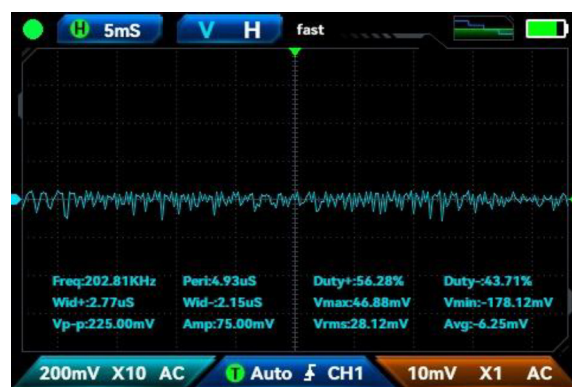 H 5mS V H fast
Freq:202.81KHz Peri:4.93uS Duty+:56.28% Duty-:43.71%
Wid+:2.77uS Wid-:2.15uS Vmax:46.88mV Vmin:-178.12mV
Vp-p:225.00mV Amp:75.00mV Vrms:28.12mV Avg:-6.25mV
200mV X10 AC T Auto CH1 10mV X1 AC